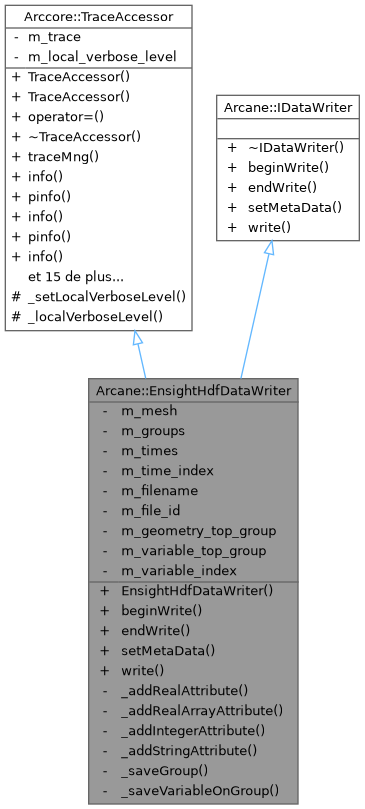 Arccore::TraceAccessor
- m_trace
- m_local_verbose_level
+ TraceAccessor()
+ TraceAccessor()
+ operator=()
+ ~TraceAccessor()
+ traceMng()
+ info()
+ pinfo()
+ info()
+ pinfo()
+ info()
et 15 de plus...
# _setLocalVerboseLevel()
# _localVerboseLevel()
Arcane::IDataWriter
+ ~IDataWriter()
+ beginWrite()
+ endWrite()
+ setMetaData()
+ write()
Arcane::EnsightHdfDataWriter
- m_mesh
- m_groups
- m_times
- m_time_index
- m_filename
- m_file_id
- m_geometry_top_group
- m_variable_top_group
- m_variable_index
+ EnsightHdfDataWriter()
+ beginWrite()
+ endWrite()
+ setMetaData()
+ write()
- _addRealAttribute()
- _addRealArrayAttribute()
- _addIntegerAttribute()
- _addStringAttribute()
- _saveGroup()
- _saveVariableOnGroup()